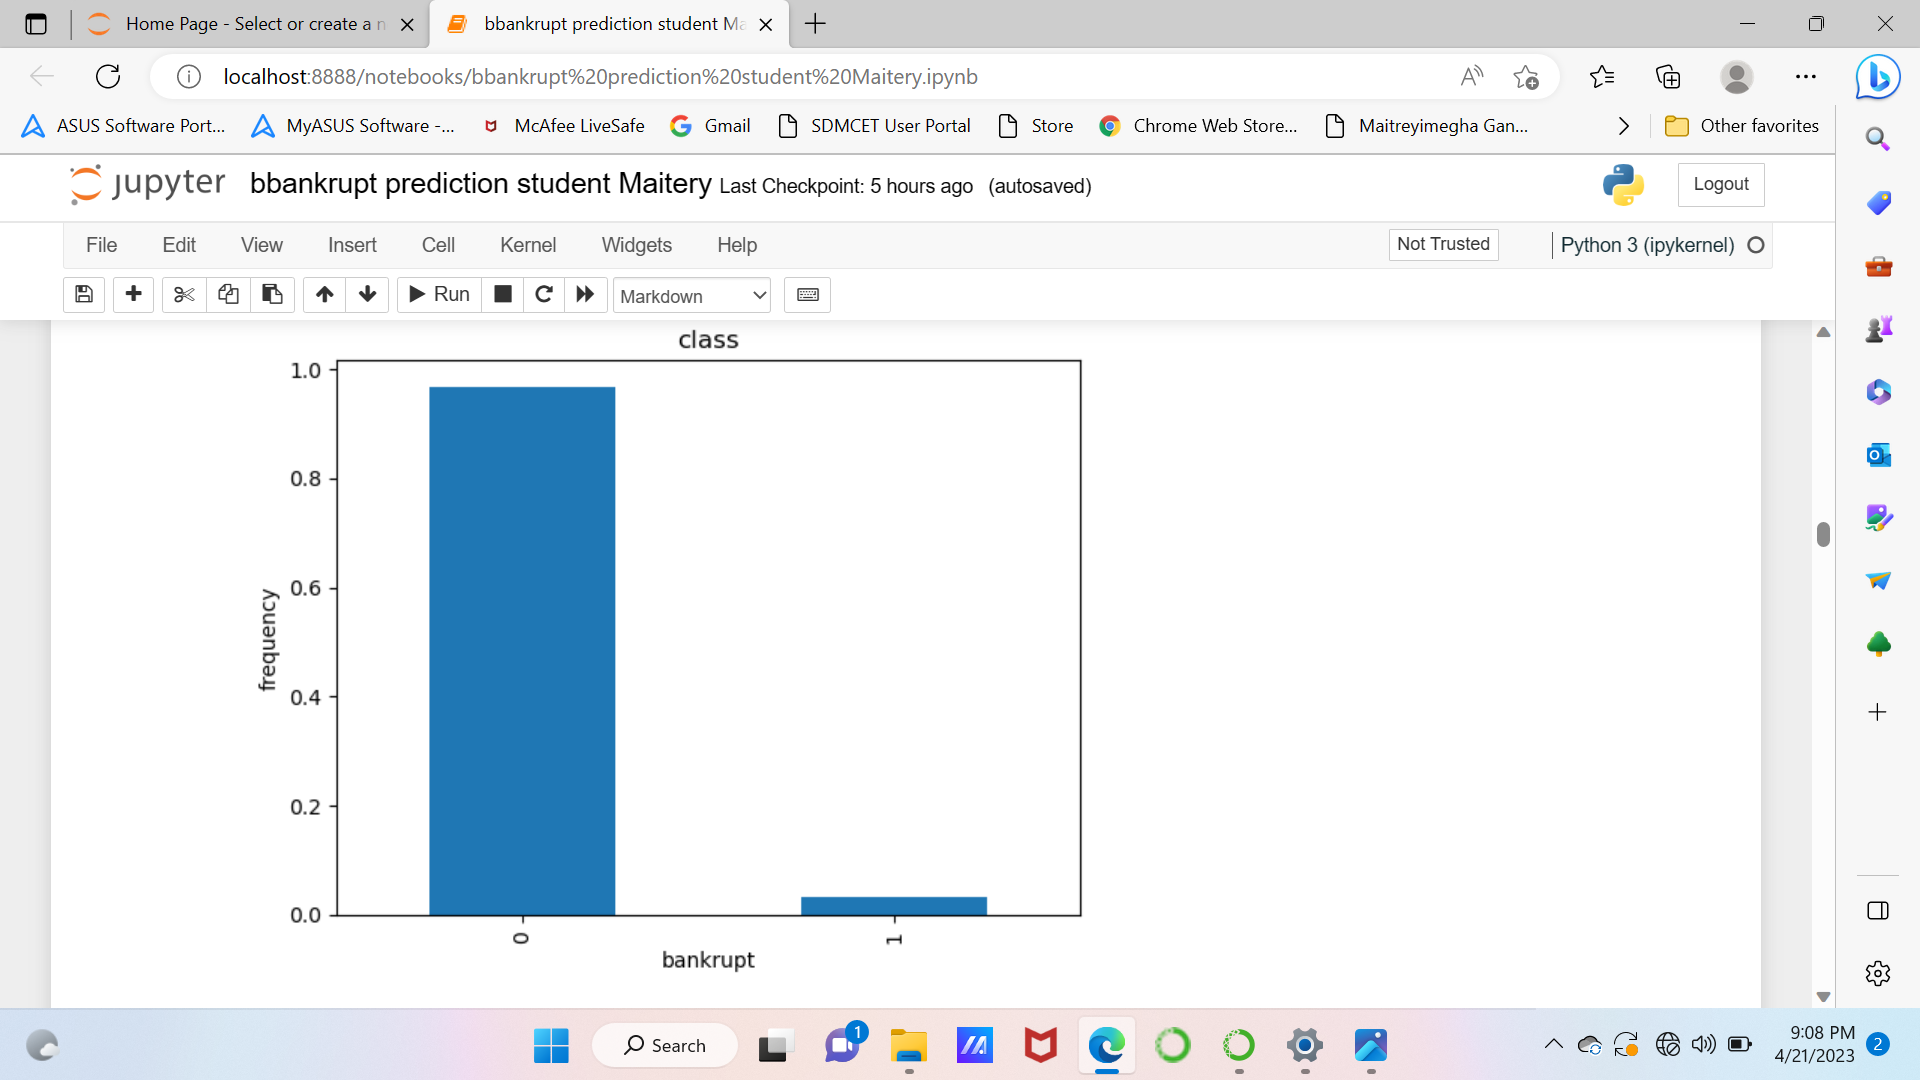 Home Page - Select or create a n
bbankrupt prediction student Ma
localhost:8888/notebooks/bbankrupt%20prediction%20student%20Maitery.ipynb
ASUS Software Port... MyASUS Software -... McAfee LiveSafe Gmail SDMCET User Portal Store Chrome Web Store... Maitreyimegha Gan... Other favorites
jupyter bbankrupt prediction student Maitery Last Checkpoint: 5 hours ago (autosaved)
Logout
File Edit View Insert Cell Kernel Widgets Help Not Trusted Python 3 (ipykernel)
Run Markdown
class
1.0
0.8
0.6
0.4
0.2
0.0
frequency
0 1
bankrupt
Search
1
9:08 PM
4/21/2023
2